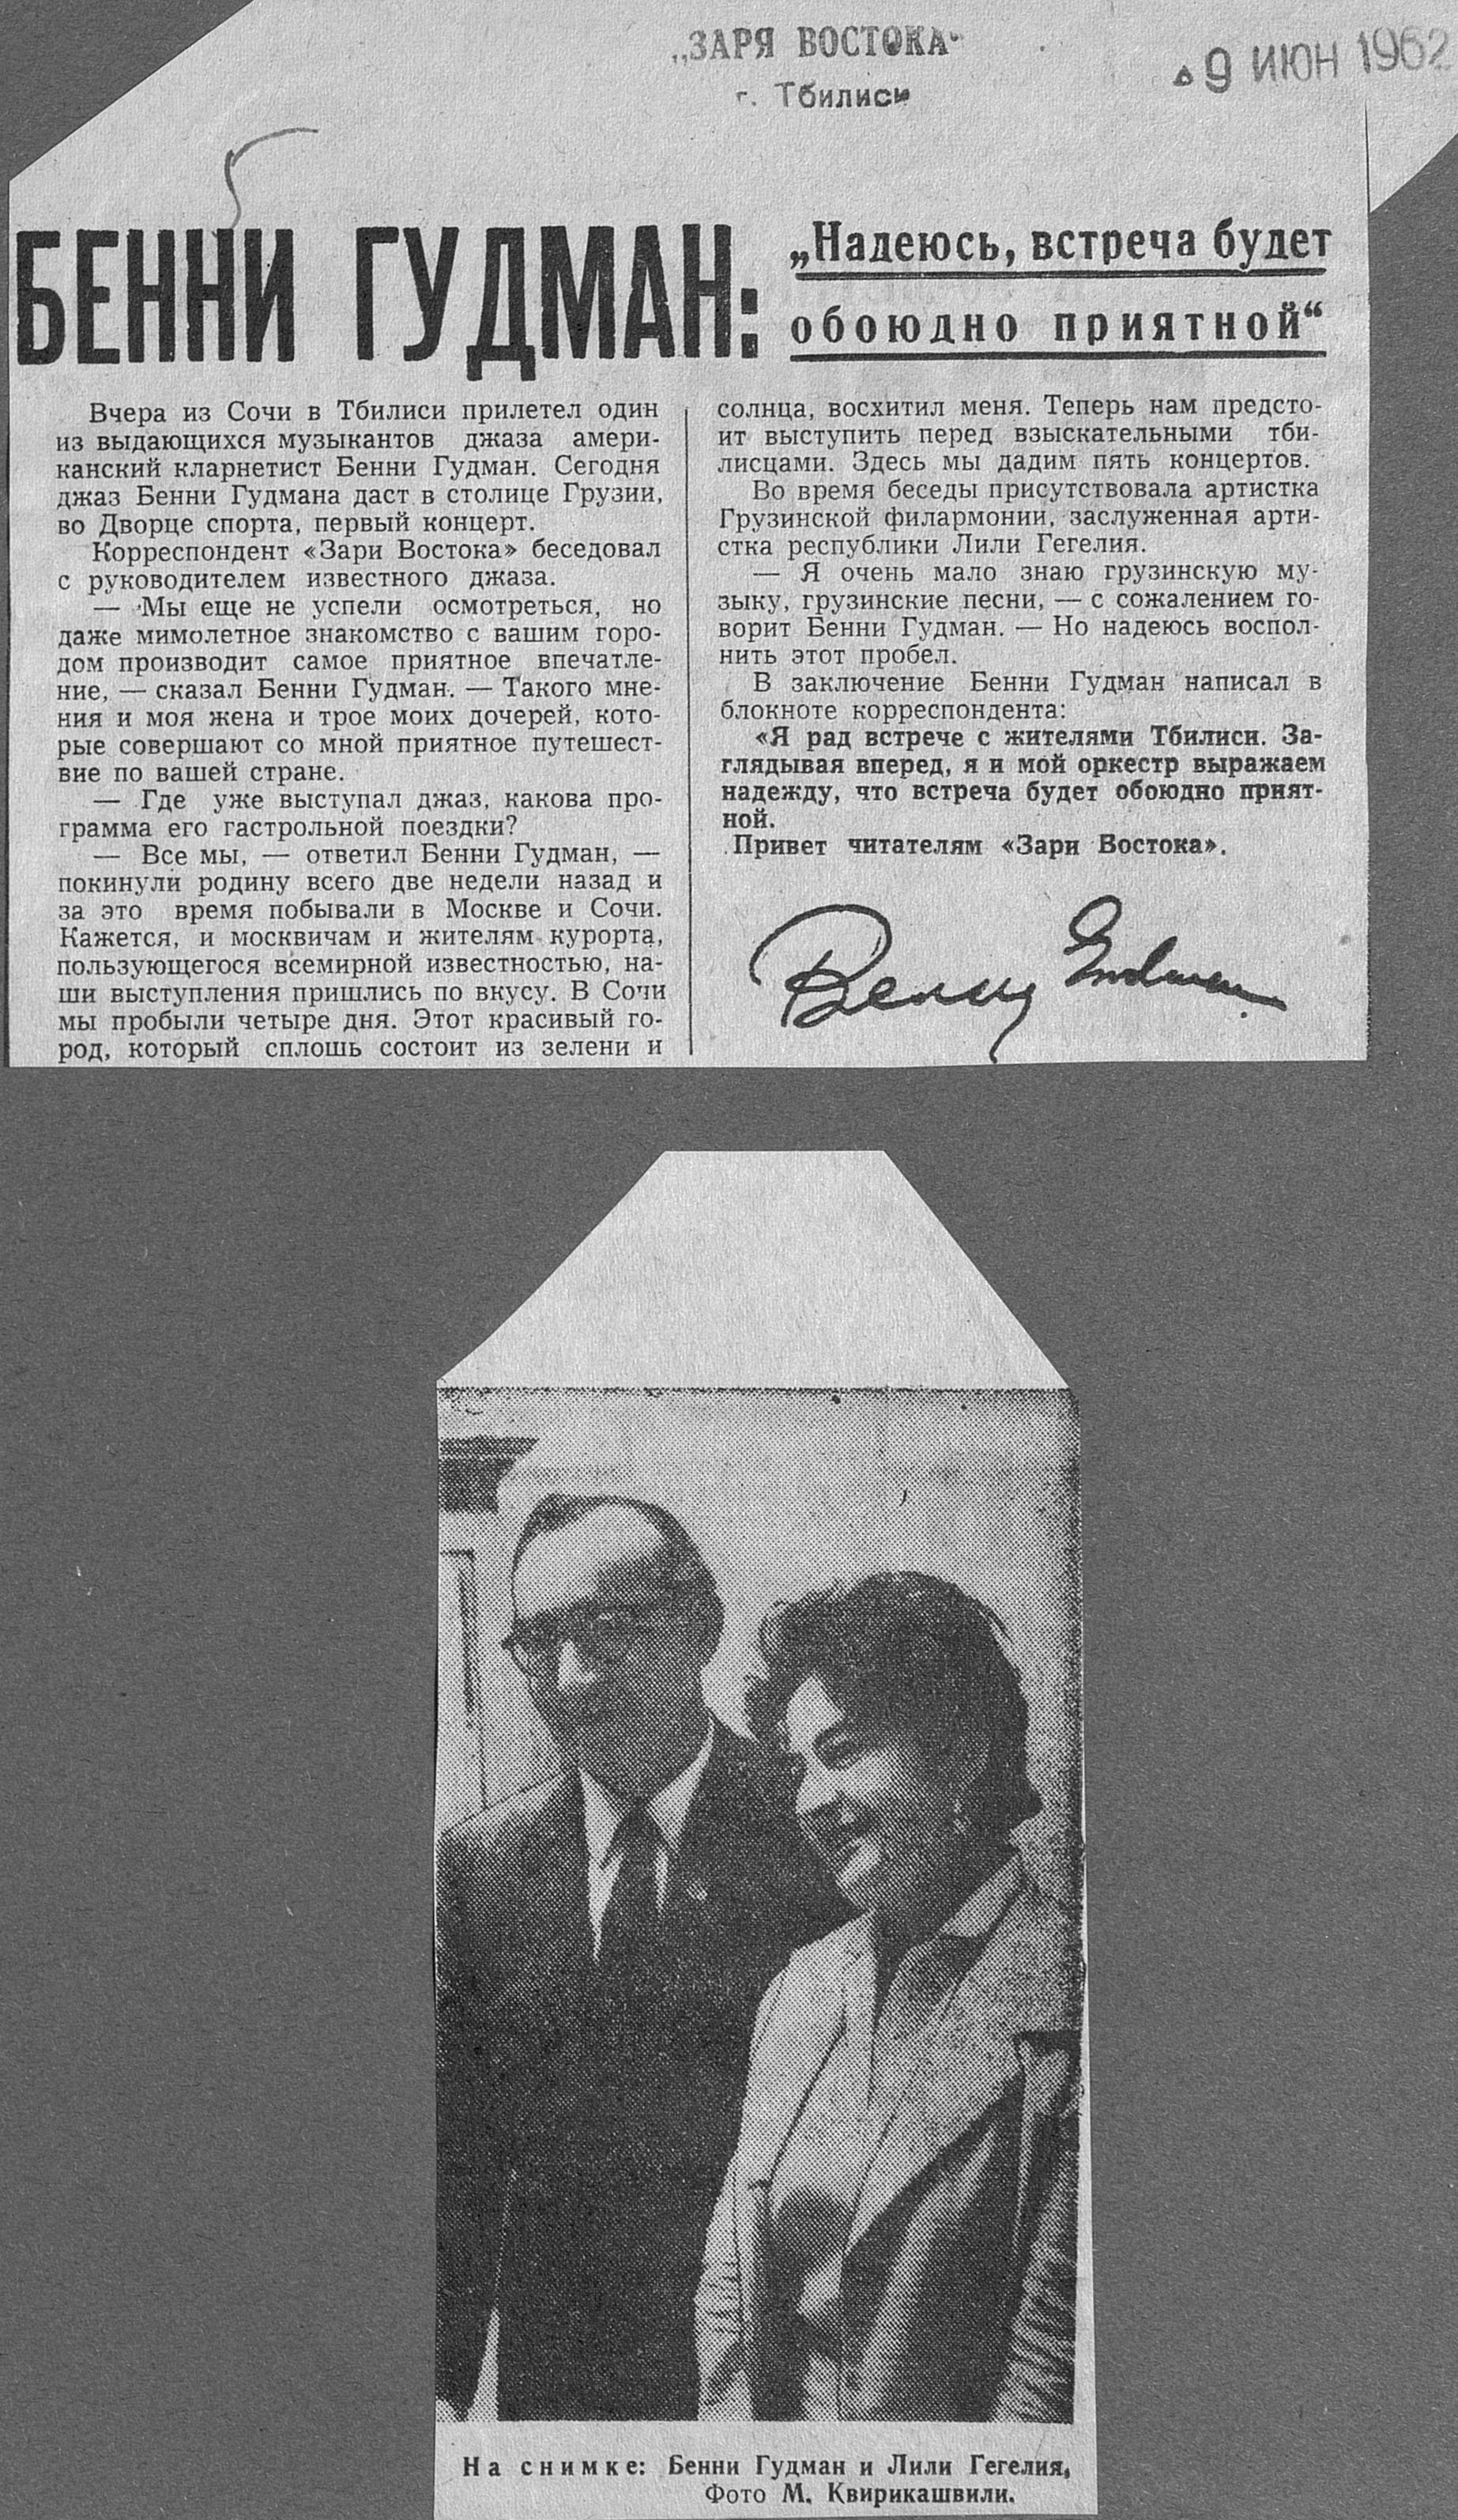 „ЗАРЯ ВОСТОКА“
г. Тбилиси
9 ИЮН 1962
БЕННИ ГУДМАН:
„Надеюсь, встреча будет
обоюдно приятной“
Вчера из Сочи в Тбилиси прилетел один
из выдающихся музыкантов джаза амери-
канский кларнетист Бенни Гудман. Сегодня
джаз Бенни Гудмана даст в столице Грузии,
во Дворце спорта, первый концерт.
Корреспондент «Зари Востока» беседовал
с руководителем известного джаза.
— Мы еще не успели осмотреться, но
даже мимолетное знакомство с вашим горо-
дом производит самое приятное впечатле-
ние, — сказал Бенни Гудман. — Такого мне-
ния и моя жена и трое моих дочерей, кото-
рые совершают со мной приятное путешест-
вие по вашей стране.
— Где уже выступал джаз, какова про-
грамма его гастрольной поездки?
— Все мы, — ответил Бенни Гудман, —
покинули родину всего две недели назад и
за это время побывали в Москве и Сочи.
Кажется, и москвичам и жителям курорта,
пользующегося всемирной известностью, на-
ши выступления пришлись по вкусу. В Сочи
мы пробыли четыре дня. Этот красивый го-
род, который сплошь состоит из зелени и
солнца, восхитил меня. Теперь нам предсто-
ит выступить перед взыскательными тби-
лисцами. Здесь мы дадим пять концертов.
Во время беседы присутствовала артистка
Грузинской филармонии, заслуженная арти-
стка республики Лили Гегелия.
— Я очень мало знаю грузинскую му-
зыку, грузинские песни, — с сожалением го-
ворит Бенни Гудман. — Но надеюсь воспол-
нить этот пробел.
В заключение Бенни Гудман написал в
блокноте корреспондента:
«Я рад встрече с жителями Тбилиси. За-
глядывая вперед, я и мой оркестр выражаем
надежду, что встреча будет обоюдно прият-
ной.
Привет читателям «Зари Востока».
Benny Goodman
На снимке: Бенни Гудман и Лили Гегелия,
Фото М. Квирикашвили.